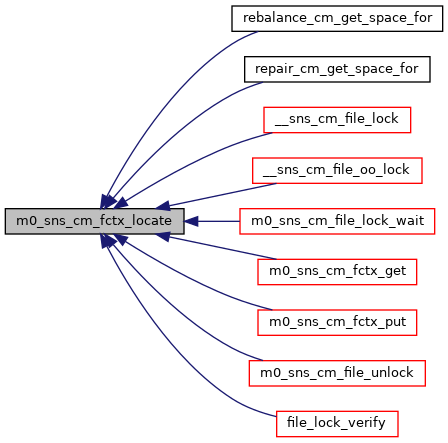 rebalance_cm_get_space_for
repair_cm_get_space_for
__sns_cm_file_lock
__sns_cm_file_oo_lock
m0_sns_cm_fctx_locate
m0_sns_cm_file_lock_wait
m0_sns_cm_fctx_get
m0_sns_cm_fctx_put
m0_sns_cm_file_unlock
file_lock_verify